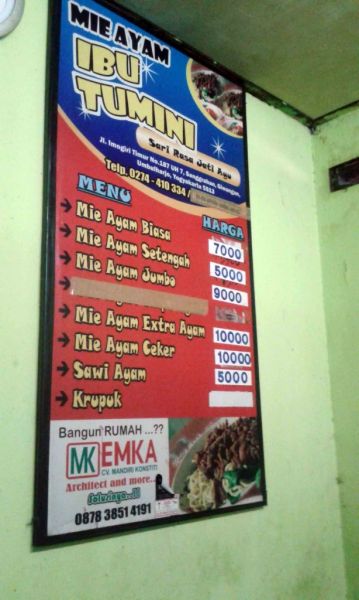 MIE AYAM
IBU
TUMINI
Sari Rasa Jati Ayu
Jl. Imogiri Timur No.187 UH 7, Sanggrahan, Giwangan,
Umbulharjo, Yogyakarta 5513
Telp. 0274 - 410 334 /
MENU HARGA
Mie Ayam Biasa 7000
Mie Ayam Setengah 5000
Mie Ayam Jumbo 9000
Mie Ayam Extra Ayam 10000
Mie Ayam Ceker 10000
Sawi Ayam 5000
Krupuk
Bangun RUMAH ...??
MK EMKA
CV. MANDIRI KONSTITI
Architect and more...
Solusinya...!!
0878 3851 4191